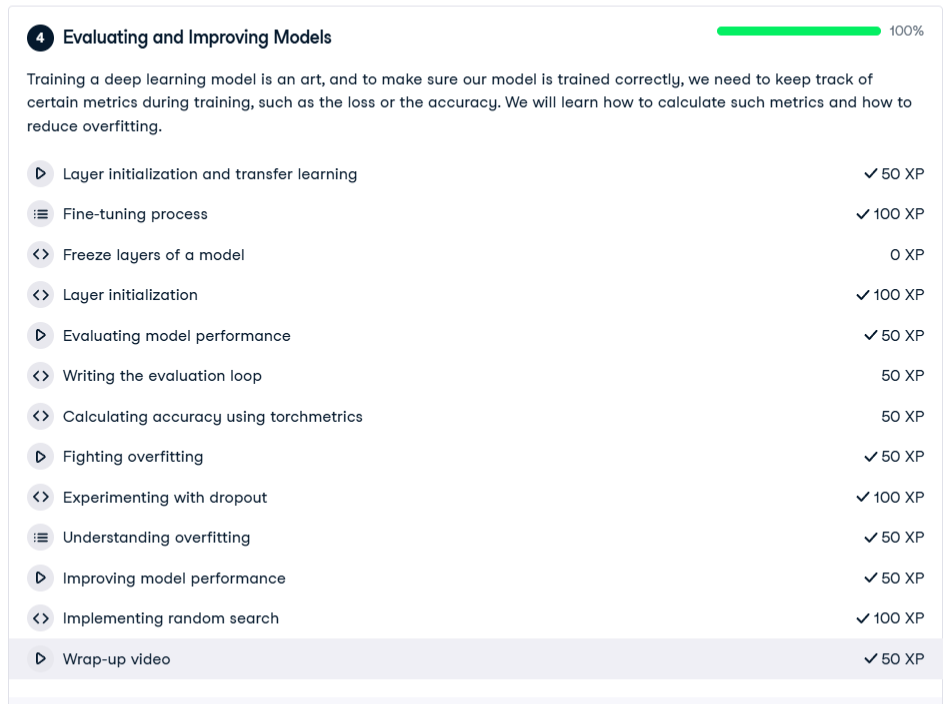 4 Evaluating and Improving Models 100%
Training a deep learning model is an art, and to make sure our model is trained correctly, we need to keep track of
certain metrics during training, such as the loss or the accuracy. We will learn how to calculate such metrics and how to
reduce overfitting.
Layer initialization and transfer learning 50 XP
Fine-tuning process 100 XP
Freeze layers of a model 0 XP
Layer initialization 100 XP
Evaluating model performance 50 XP
Writing the evaluation loop 50 XP
Calculating accuracy using torchmetrics 50 XP
Fighting overfitting 50 XP
Experimenting with dropout 100 XP
Understanding overfitting 50 XP
Improving model performance 50 XP
Implementing random search 100 XP
Wrap-up video 50 XP